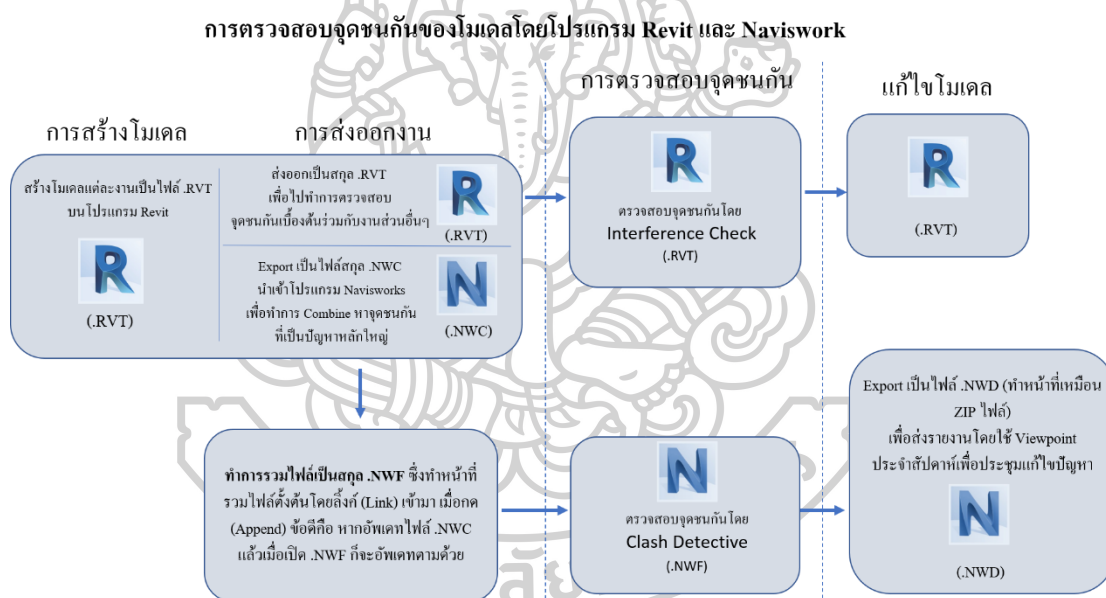 การตรวจสอบจุดชนกันของโมเดลโดยโปรแกรม Revit และ Naviswork
การสร้างโมเดล
การส่งออกงาน
การตรวจสอบจุดชนกัน
แก้ไขโมเดล
สร้างโมเดลแต่ละงานเป็นไฟล์ .RVT
บนโปรแกรม Revit
(.RVT)
ส่งออกเป็นสกุล .RVT
เพื่อไปทำการตรวจสอบ
จุดชนกันเบื้องต้นร่วมกับงานส่วนอื่นๆ
(.RVT)
Export เป็นไฟล์สกุล .NWC
นำเข้าโปรแกรม Navisworks
เพื่อทำการ Combine หาจุดชนกัน
ที่เป็นปัญหาหลักใหญ่
(.NWC)
ตรวจสอบจุดชนกันโดย
Interference Check
(.RVT)
(.RVT)
ทำการรวมไฟล์เป็นสกุล .NWF ซึ่งทำหน้าที่
รวมไฟล์ตั้งต้นโดยลิ้งก์ (Link) เข้ามา เมื่อกด
(Append) ข้อดีคือ หากอัพเดทไฟล์ .NWC
แล้วเมื่อเปิด .NWF ก็จะอัพเดทตามด้วย
ตรวจสอบจุดชนกันโดย
Clash Detective
(.NWF)
Export เป็นไฟล์ .NWD (ทำหน้าที่เหมือน
ZIP ไฟล์)
เพื่อส่งรายงานโดยใช้ Viewpoint
ประจำสัปดาห์เพื่อประชุมแก้ไขปัญหา
(.NWD)